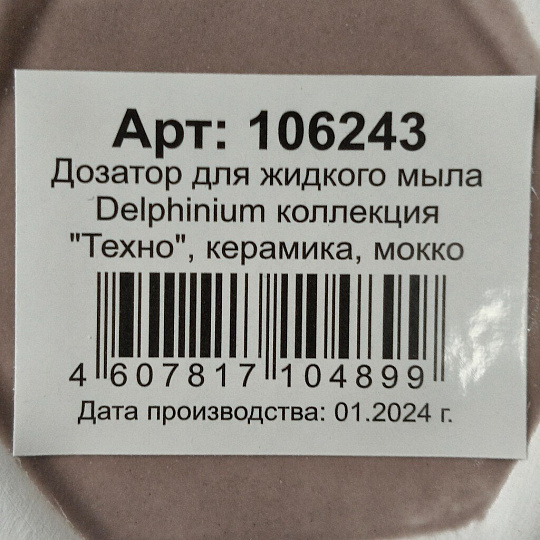 Арт: 106243
Дозатор для жидкого мыла
Delphinium коллекция
"Техно", керамика, мокко
4 607817 104899
Дата производства: 01.2024 г.